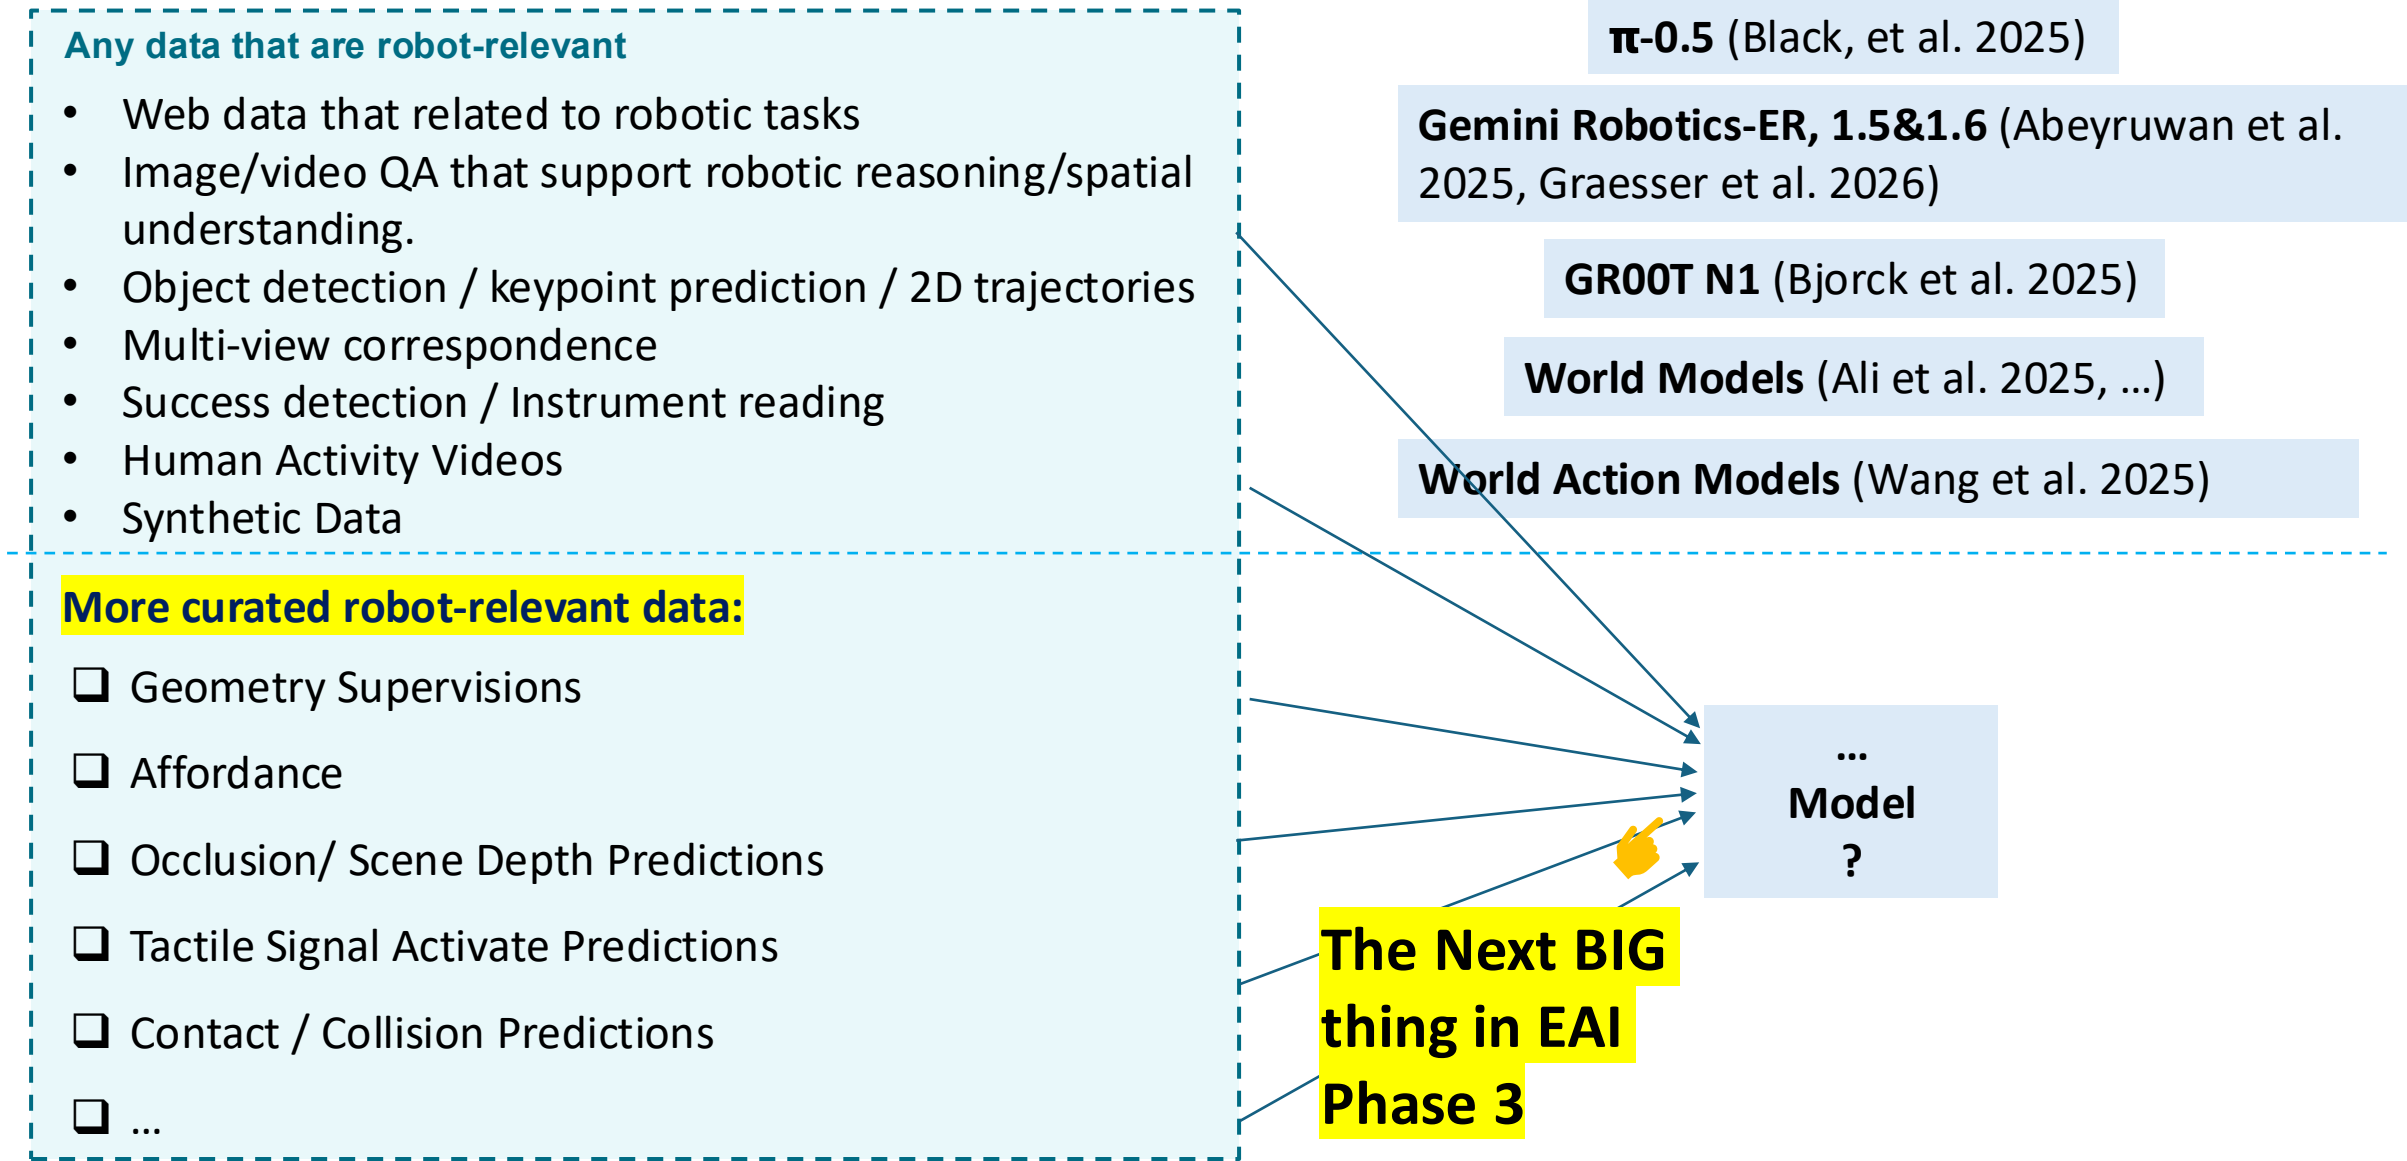 Any data that are robot-relevant
• Web data that related to robotic tasks
• Image/video QA that support robotic reasoning/spatial
understanding.
• Object detection / keypoint prediction / 2D trajectories
• Multi-view correspondence
• Success detection / Instrument reading
• Human Activity Videos
• Synthetic Data
More curated robot-relevant data:
❑ Geometry Supervisions
❑ Affordance
❑ Occlusion/ Scene Depth Predictions
❑ Tactile Signal Activate Predictions
❑ Contact / Collision Predictions
❑ ...
π-0.5 (Black, et al. 2025)
Gemini Robotics-ER, 1.5&1.6 (Abeyruwan et al.
2025, Graesser et al. 2026)
GR00T N1 (Bjorck et al. 2025)
World Models (Ali et al. 2025, ...)
World Action Models (Wang et al. 2025)
...
Model
?
The Next BIG
thing in EAI
Phase 3